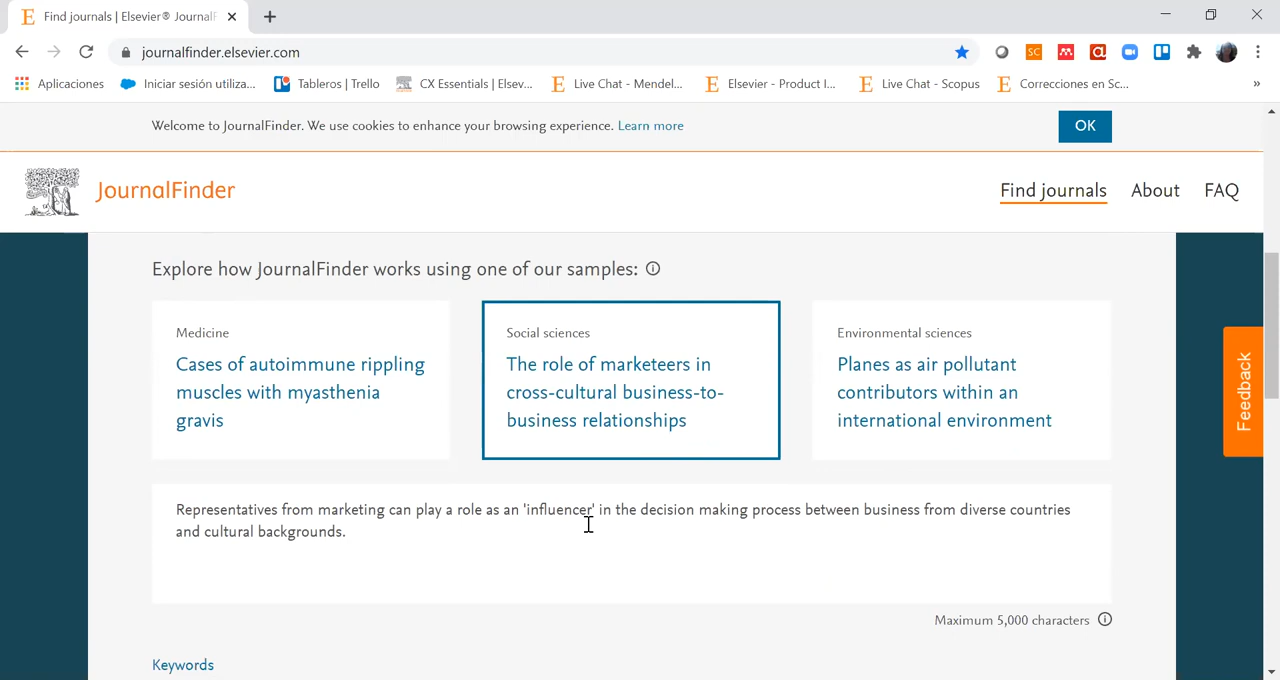 Find journals | Elsevier® Journal
journalfinder.elsevier.com
Aplicaciones
Iniciar sesión utiliza...
Tableros | Trello
CX Essentials | Elsev...
Live Chat - Mendel...
Elsevier - Product I...
Live Chat - Scopus
Correcciones en Sc...
»
Welcome to JournalFinder. We use cookies to enhance your browsing experience. Learn more
OK
JournalFinder
Find journals
About
FAQ
Explore how JournalFinder works using one of our samples:
Medicine
Cases of autoimmune rippling
muscles with myasthenia
gravis
Social sciences
The role of marketeers in
cross-cultural business-to-
business relationships
Environmental sciences
Planes as air pollutant
contributors within an
international environment
Feedback
Representatives from marketing can play a role as an 'influencer' in the decision making process between business from diverse countries
and cultural backgrounds.
Maximum 5,000 characters
Keywords